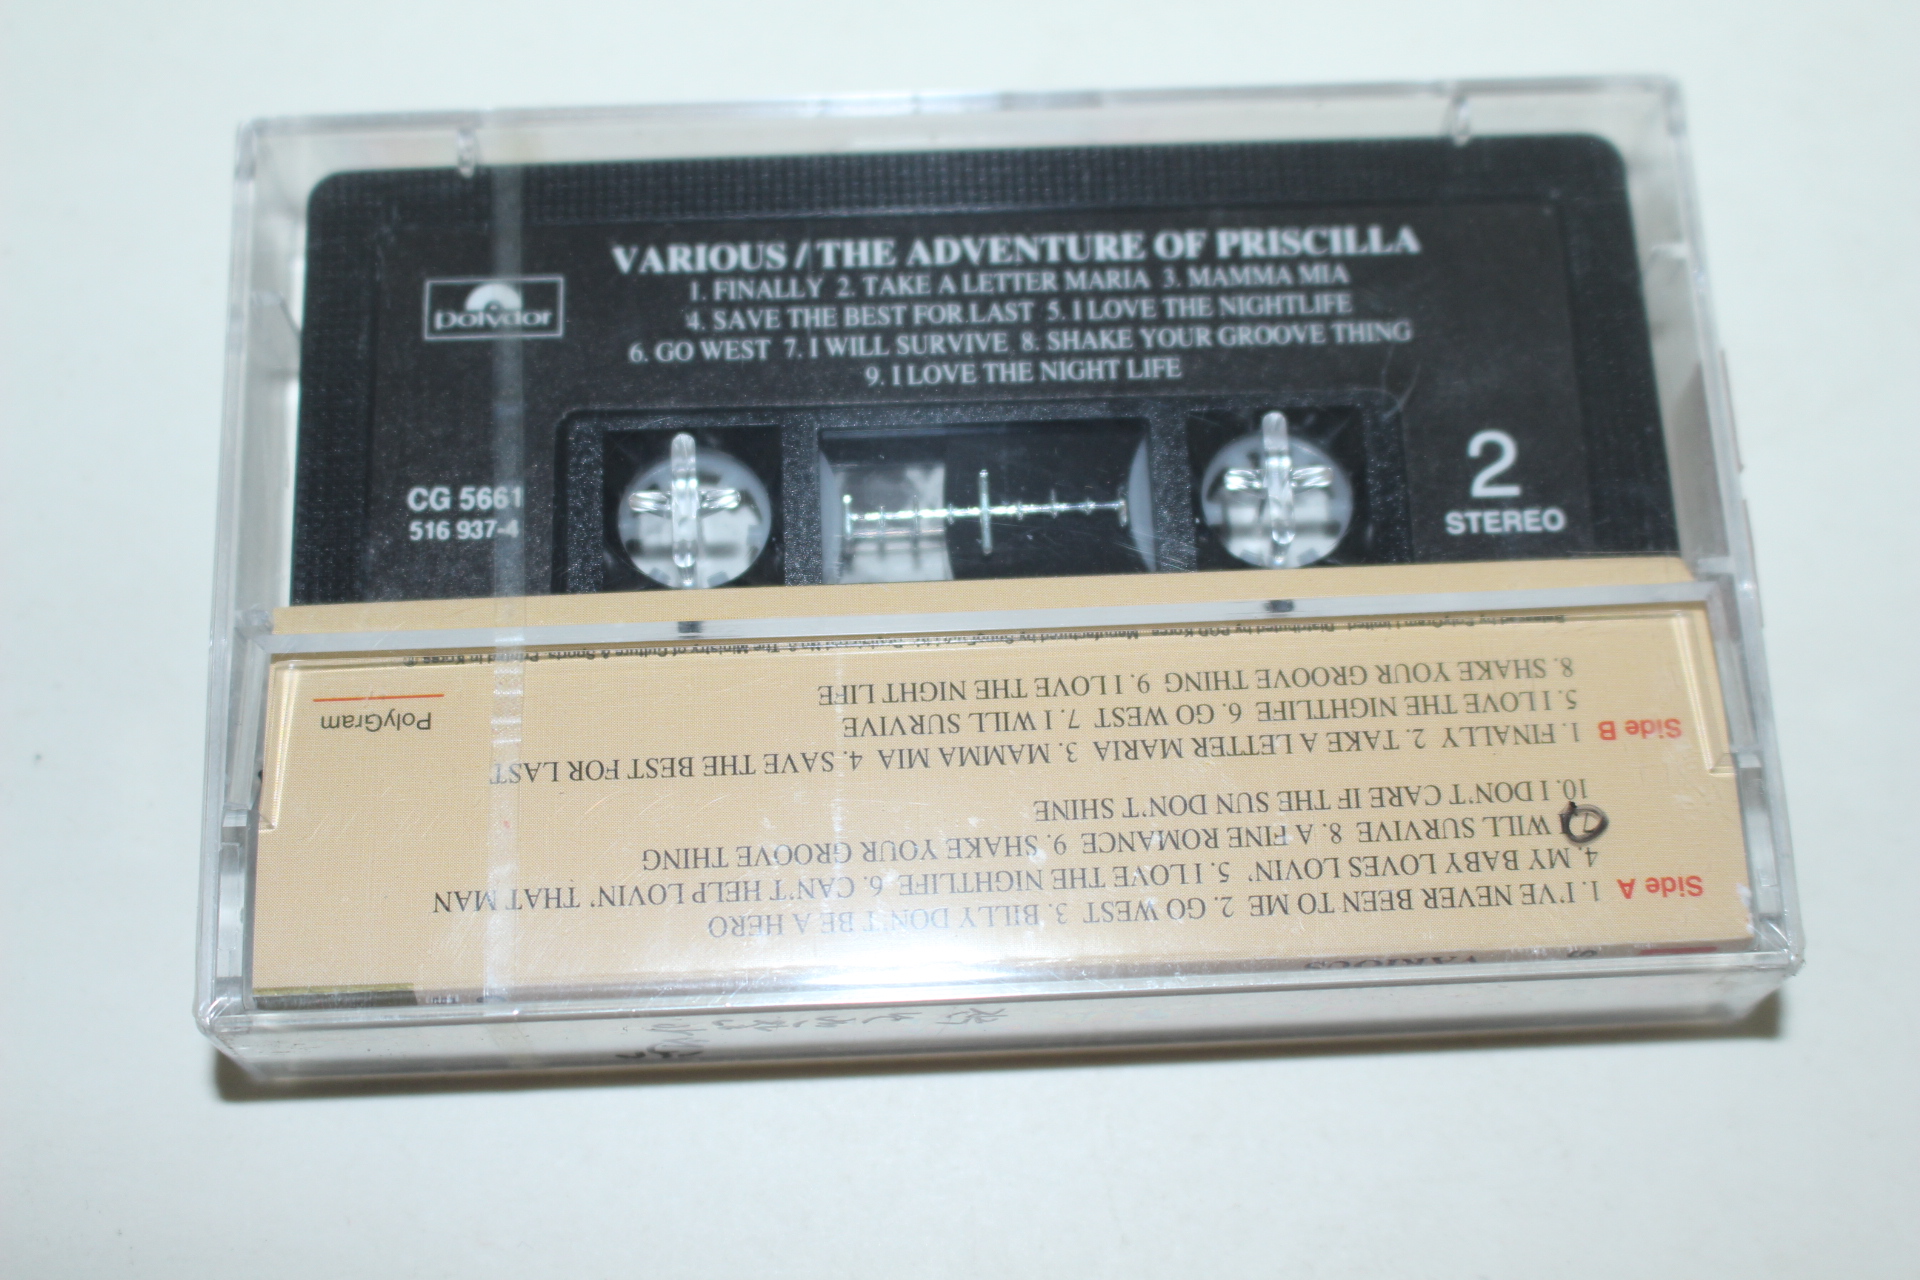 VARIOUS / THE ADVENTURE OF PRISCILLA
1. FINALLY 2. TAKE A LETTER MARIA 3. MAMMA MIA
4. SAVE THE BEST FOR LAST 5. I LOVE THE NIGHTLIFE
6. GO WEST 7. I WILL SURVIVE 8. SHAKE YOUR GROOVE THING
9. I LOVE THE NIGHT LIFE
polydor
CG 5661
516 937-4
2
STEREO
VARIOUS
Side A
1. I'VE NEVER BEEN TO ME 2. GO WEST 3. BILLY DON'T BE A HERO
4. MY BABY LOVES LOVIN' 5. I LOVE THE NIGHTLIFE 6. CAN'T HELP LOVIN' THAT MAN
I WILL SURVIVE 8. A FINE ROMANCE 9. SHAKE YOUR GROOVE THING
10. I DON'T CARE IF THE SUN DON'T SHINE
Side B
1. FINALLY 2. TAKE A LETTER MARIA 3. MAMMA MIA 4. SAVE THE BEST FOR LAST
5. I LOVE THE NIGHTLIFE 6. GO WEST 7. I WILL SURVIVE
8. SHAKE YOUR GROOVE THING 9. I LOVE THE NIGHT LIFE
PolyGram